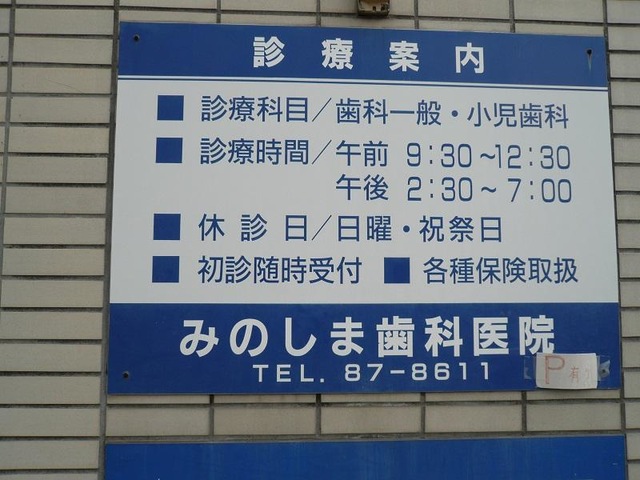 診療案内
■ 診療科目／歯科一般・小児歯科
■ 診療時間／午前 9:30～12:30
午後 2:30～7:00
■ 休診日／日曜・祝祭日
■ 初診随時受付 ■ 各種保険取扱
みのしま歯科医院
TEL. 87-8611
P有